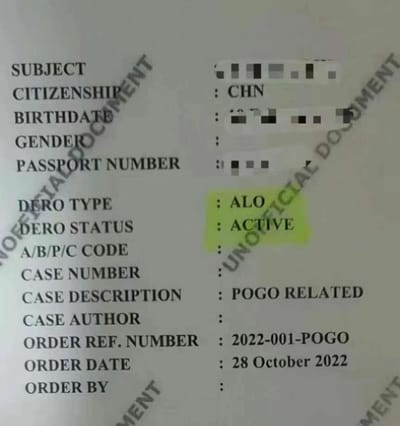 SUBJECT :
CITIZENSHIP : CHN
BIRTHDATE :
GENDER :
PASSPORT NUMBER :
DERO TYPE : ALO
DERO STATUS : ACTIVE
A/B/P/C CODE :
CASE NUMBER :
CASE DESCRIPTION : POGO RELATED
CASE AUTHOR :
ORDER REF. NUMBER : 2022-001-POGO
ORDER DATE : 28 October 2022
ORDER BY :
UNOFFICIAL DOCUMENT
UNOFFICIAL DOCUMENT